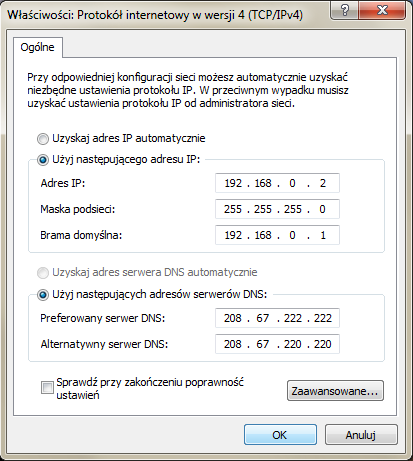 Właściwości: Protokół internetowy w wersji 4 (TCP/IPv4)
Ogólne
Przy odpowiedniej konfiguracji sieci możesz automatycznie uzyskać
niezbędne ustawienia protokołu IP. W przeciwnym wypadku musisz
uzyskać ustawienia protokołu IP od administratora sieci.
Uzyskaj adres IP automatycznie
Użyj następującego adresu IP:
Adres IP: 192 . 168 . 0 . 2
Maska podsieci: 255 . 255 . 255 . 0
Brama domyślna: 192 . 168 . 0 . 1
Uzyskaj adres serwera DNS automatycznie
Użyj następujących adresów serwerów DNS:
Preferowany serwer DNS: 208 . 67 . 222 . 222
Alternatywny serwer DNS: 208 . 67 . 220 . 220
Sprawdź przy zakończeniu poprawność
ustawień
Zaawansowane...
OK Anuluj